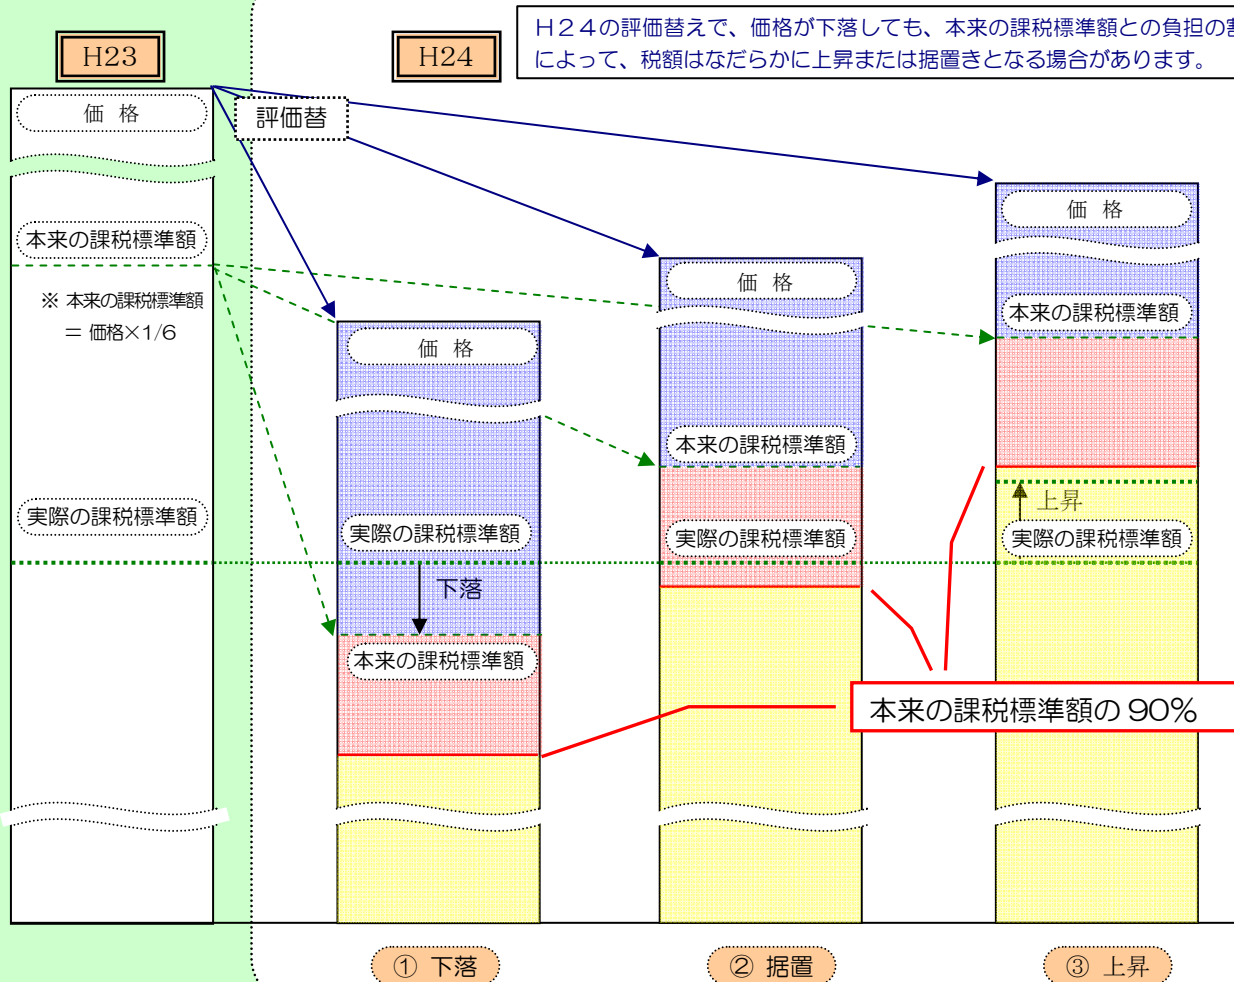 H23
H24
H24の評価替えで、価格が下落しても、本来の課税標準額との負担の
によって、税額はなだらかに上昇または据置きとなる場合があります。
価 格
評価替
本来の課税標準額
※ 本来の課税標準額
= 価格×1/6
実際の課税標準額
価 格
実際の課税標準額
下落
本来の課税標準額
価 格
本来の課税標準額
実際の課税標準額
価 格
本来の課税標準額
上昇
実際の課税標準額
本来の課税標準額の 90%
① 下落
② 据置
③ 上昇